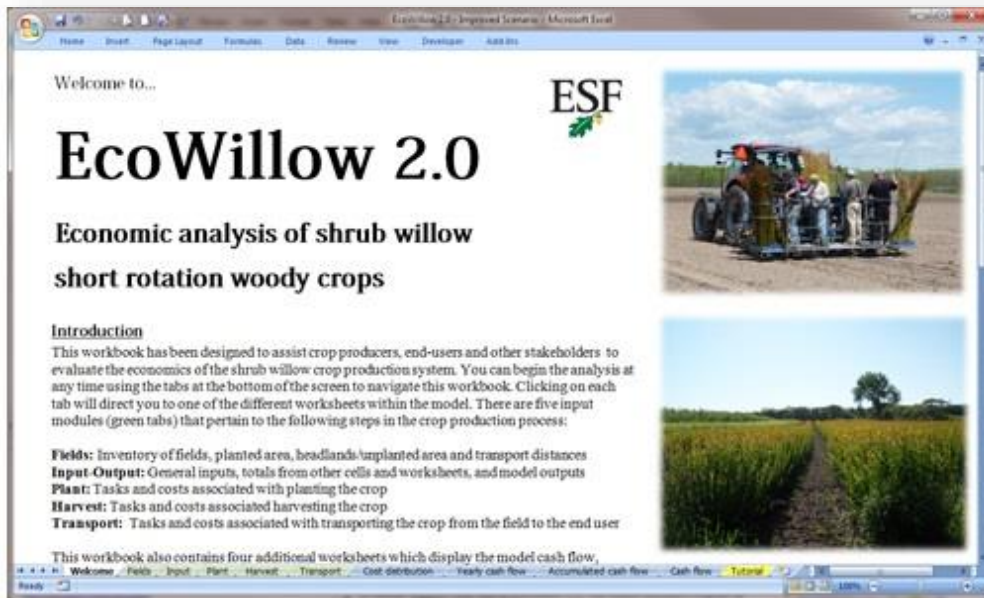 EcoWillow 2.0 - Improved Scenario - Microsoft Excel
Home Insert Page Layout Formulas Data Review View Developer Add-Ins
Welcome to...
ESF
EcoWillow 2.0
Economic analysis of shrub willow
short rotation woody crops
Introduction
This workbook has been designed to assist crop producers, end-users and other stakeholders to
evaluate the economics of the shrub willow crop production system. You can begin the analysis at
any time using the tabs at the bottom of the screen to navigate this workbook. Clicking on each
tab will direct you to one of the different worksheets within the model. There are five input
modules (green tabs) that pertain to the following steps in the crop production process:
Fields: Inventory of fields, planted area, headlands/unplanted area and transport distances
Input-Output: General inputs, totals from other cells and worksheets, and model outputs
Plant: Tasks and costs associated with planting the crop
Harvest: Tasks and costs associated harvesting the crop
Transport: Tasks and costs associated with transporting the crop from the field to the end user
This workbook also contains four additional worksheets which display the model cash flow,
Welcome Fields Input Plant Harvest Transport Cost distribution Yearly cash flow Accumulated cash flow Cash flow Tutorial
Ready 100%